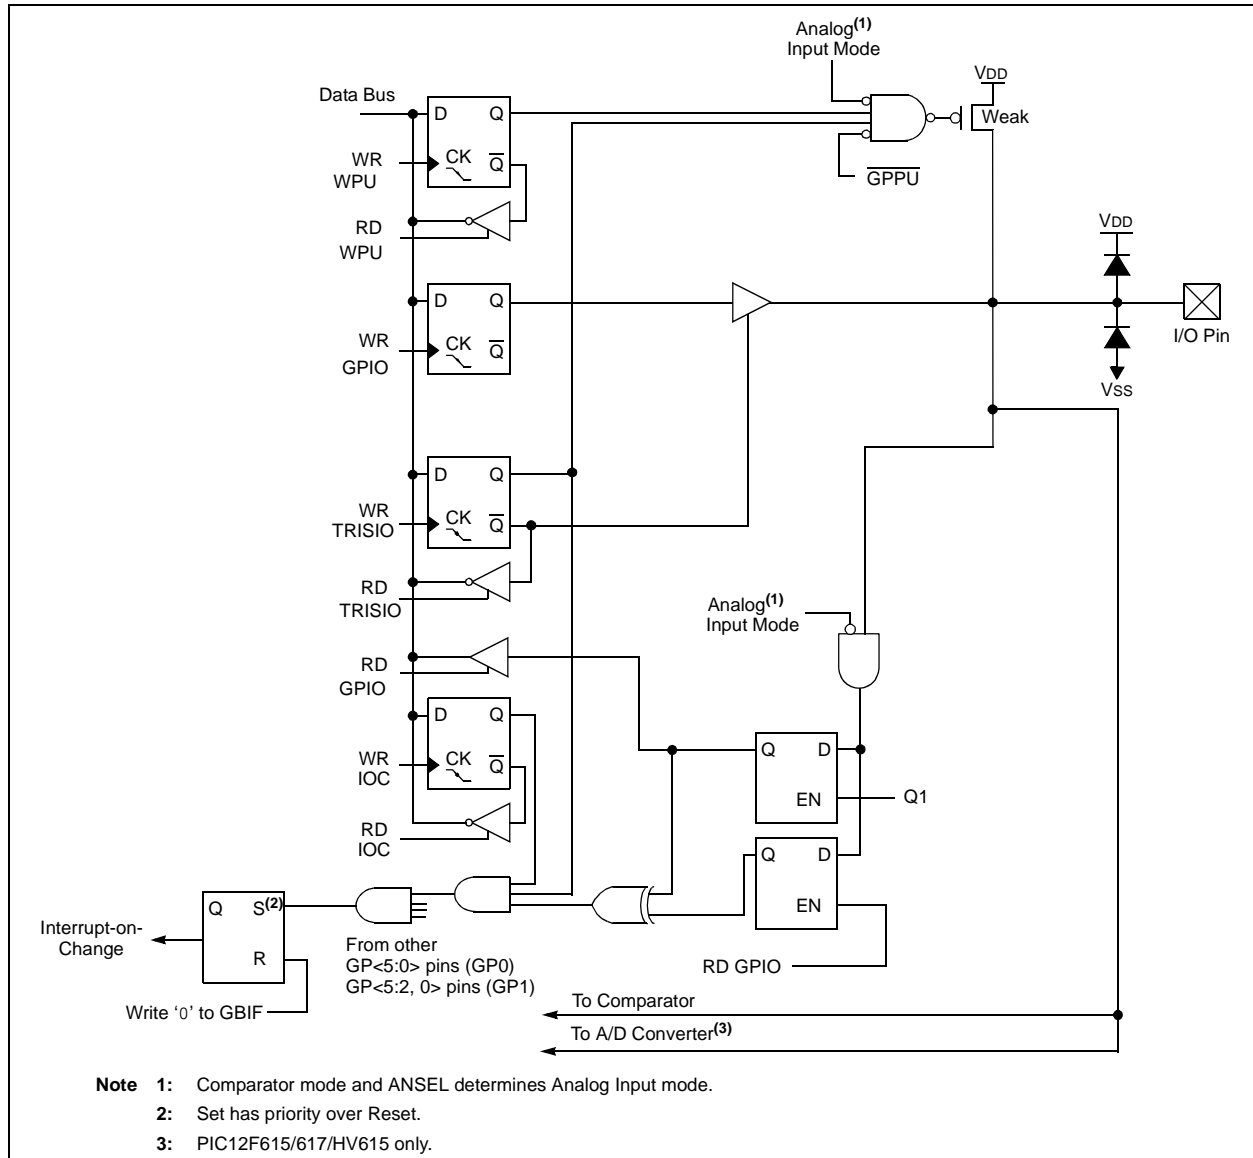 Analog(1)
Input Mode
VDD
Data Bus
D
Q
Weak
WR
WPU
CK
Q
GPPU
RD
WPU
VDD
D
Q
I/O Pin
WR
GPIO
CK
Q
VSS
D
Q
WR
TRISIO
CK
Q
RD
TRISIO
Analog(1)
Input Mode
RD
GPIO
D
Q
Q
D
WR
IOC
CK
Q
EN
Q1
RD
IOC
Q
D
EN
Q
S(2)
Interrupt-on-
Change
R
From other
GP<5:0> pins (GP0)
GP<5:2, 0> pins (GP1)
RD GPIO
Write ‘0’ to GBIF
To Comparator
To A/D Converter(3)
Note 1: Comparator mode and ANSEL determines Analog Input mode.
2: Set has priority over Reset.
3: PIC12F615/617/HV615 only.